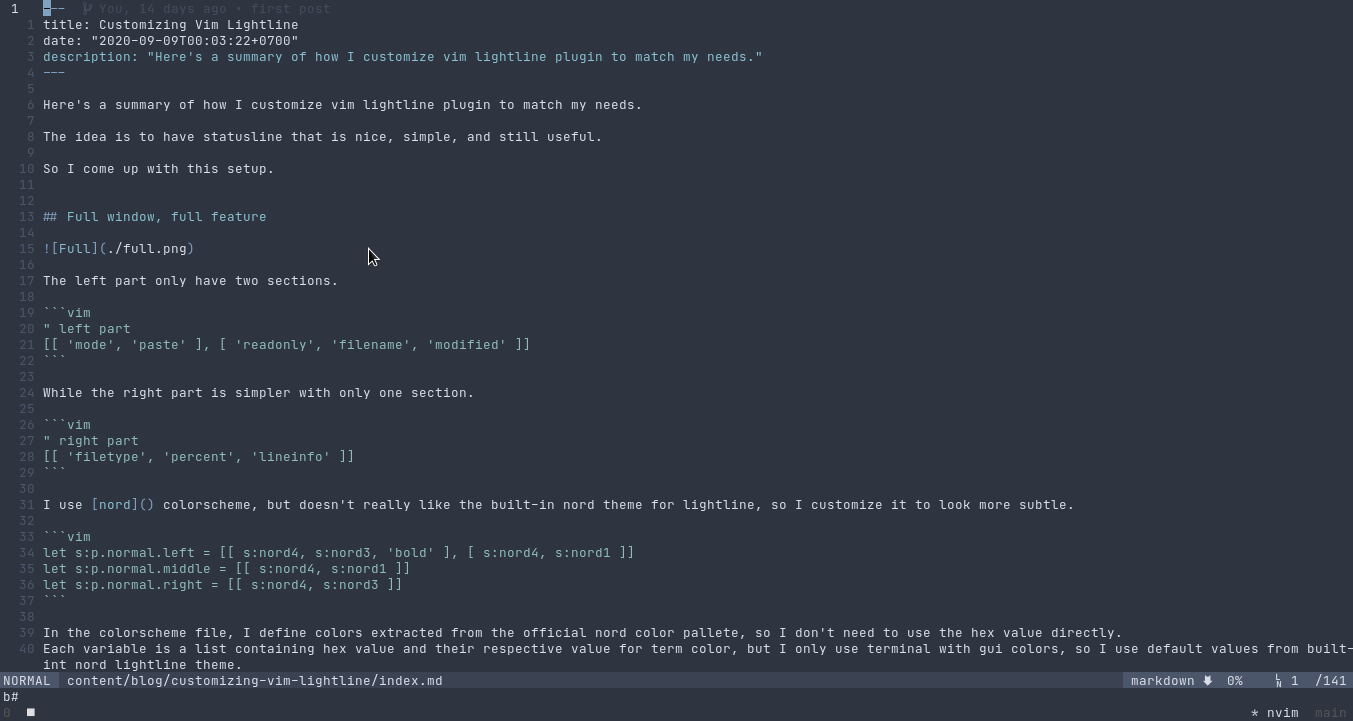 1 --- You, 14 days ago • first post
1 title: Customizing Vim Lightline
2 date: "2020-09-09T00:03:22+0700"
3 description: "Here's a summary of how I customize vim lightline plugin to match my needs."
4 ---
5
6 Here's a summary of how I customize vim lightline plugin to match my needs.
7
8 The idea is to have statusline that is nice, simple, and still useful.
9
10 So I come up with this setup.
11
12
13 ## Full window, full feature
14
15 ![Full](./full.png)
16
17 The left part only have two sections.
18
19 ```vim
20 " left part
21 [[ 'mode', 'paste' ], [ 'readonly', 'filename', 'modified' ]]
22 ```
23
24 While the right part is simpler with only one section.
25
26 ```vim
27 " right part
28 [[ 'filetype', 'percent', 'lineinfo' ]]
29 ```
30
31 I use [nord]() colorscheme, but doesn't really like the built-in nord theme for lightline, so I customize it to look more subtle.
32
33 ```vim
34 let s:p.normal.left = [[ s:nord4, s:nord3, 'bold' ], [ s:nord4, s:nord1 ]]
35 let s:p.normal.middle = [[ s:nord4, s:nord1 ]]
36 let s:p.normal.right = [[ s:nord4, s:nord3 ]]
37 ```
38
39 In the colorscheme file, I define colors extracted from the official nord color pallete, so I don't need to use the hex value directly.
40 Each variable is a list containing hex value and their respective value for term color, but I only use terminal with gui colors, so I use default values from built-
int nord lightline theme.
NORMAL content/blog/customizing-vim-lightline/index.md markdown 0% LN 1 /141
b#
0 * nvim main